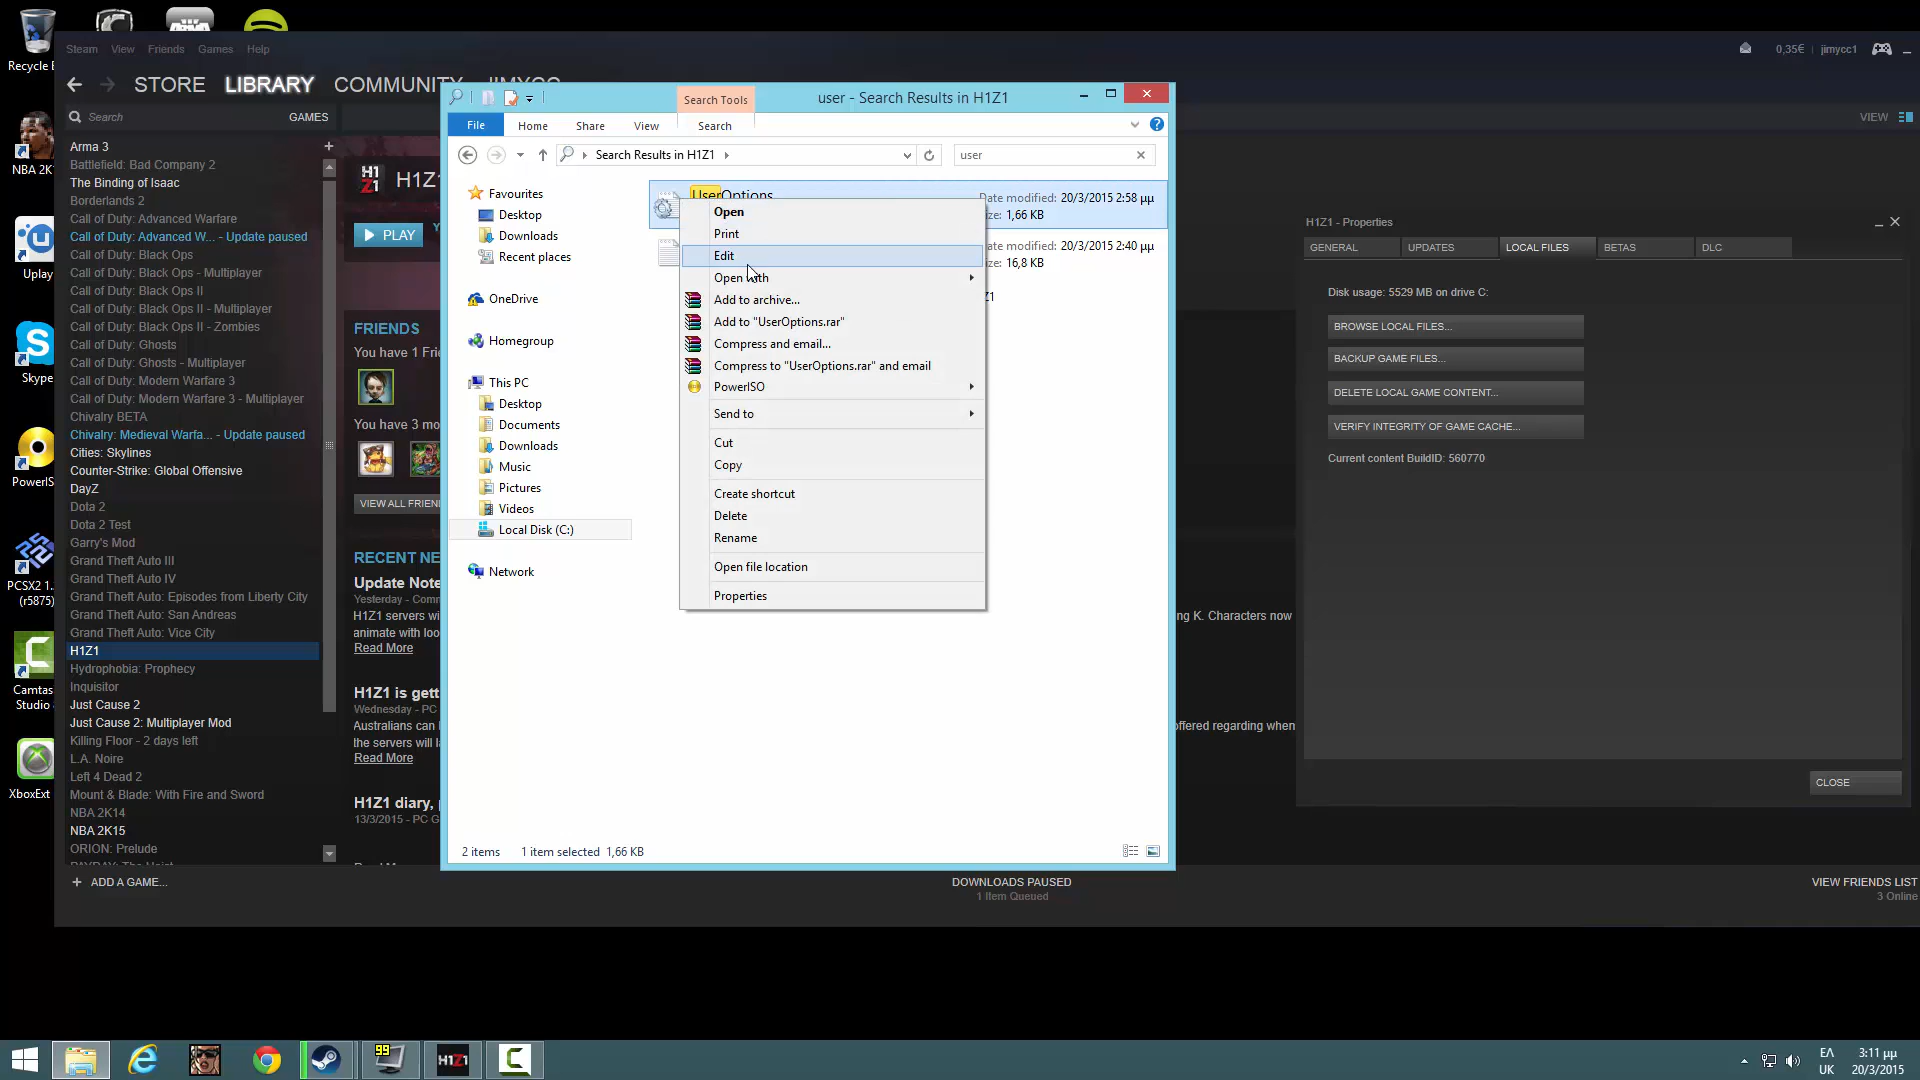 Recycle B
NBA 2K1
Uplay
Skype
PowerIS
PCSX2 1..
(r5875)
Camtas
Studio
XboxExt
Steam View Friends Games Help
0,35€ jimycc1
STORE LIBRARY COMMUNITY JIMYCC
Search GAMES
VIEW
Arma 3
Battlefield: Bad Company 2
The Binding of Isaac
Borderlands 2
Call of Duty: Advanced Warfare
Call of Duty: Advanced W... - Update paused
Call of Duty: Black Ops
Call of Duty: Black Ops - Multiplayer
Call of Duty: Black Ops II
Call of Duty: Black Ops II - Multiplayer
Call of Duty: Black Ops II - Zombies
Call of Duty: Ghosts
Call of Duty: Ghosts - Multiplayer
Call of Duty: Modern Warfare 3
Call of Duty: Modern Warfare 3 - Multiplayer
Chivalry BETA
Chivalry: Medieval Warfa... - Update paused
Cities: Skylines
Counter-Strike: Global Offensive
DayZ
Dota 2
Dota 2 Test
Garry's Mod
Grand Theft Auto III
Grand Theft Auto IV
Grand Theft Auto: Episodes from Liberty City
Grand Theft Auto: San Andreas
Grand Theft Auto: Vice City
H1Z1
Hydrophobia: Prophecy
Inquisitor
Just Cause 2
Just Cause 2: Multiplayer Mod
Killing Floor - 2 days left
L.A. Noire
Left 4 Dead 2
Mount & Blade: With Fire and Sword
NBA 2K14
NBA 2K15
ORION: Prelude
+ ADD A GAME...
H1Z1 H1Z1
PLAY
FRIENDS
You have 1 Frie
You have 3 mo
VIEW ALL FRIEN
RECENT NE
Update Note
Yesterday - Comm
H1Z1 servers wi
animate with loo
Read More
ng K. Characters now
H1Z1 is gett
Wednesday - PC
Australians can
the servers will l
Read More
offered regarding when
H1Z1 diary, p
13/3/2015 - PC G
DOWNLOADS PAUSED
1 Item Queued
VIEW FRIENDS LIST
3 Online
Search Tools
user - Search Results in H1Z1
File Home Share View Search
Search Results in H1Z1
user
Favourites
Desktop
Downloads
Recent places
OneDrive
Homegroup
This PC
Desktop
Documents
Downloads
Music
Pictures
Videos
Local Disk (C:)
Network
UserOptions
Date modified: 20/3/2015 2:58 μμ
ze: 1,66 KB
Date modified: 20/3/2015 2:40 μμ
ze: 16,8 KB
Z1
Open
Print
Edit
Open with
Add to archive...
Add to "UserOptions.rar"
Compress and email...
Compress to "UserOptions.rar" and email
PowerISO
Send to
Cut
Copy
Create shortcut
Delete
Rename
Open file location
Properties
2 items 1 item selected 1,66 KB
H1Z1 - Properties
GENERAL UPDATES LOCAL FILES BETAS DLC
Disk usage: 5529 MB on drive C:
BROWSE LOCAL FILES...
BACKUP GAME FILES...
DELETE LOCAL GAME CONTENT...
VERIFY INTEGRITY OF GAME CACHE...
Current content BuildID: 560770
CLOSE
99
H1Z1
ΕΛ
UK
3:11 μμ
20/3/2015